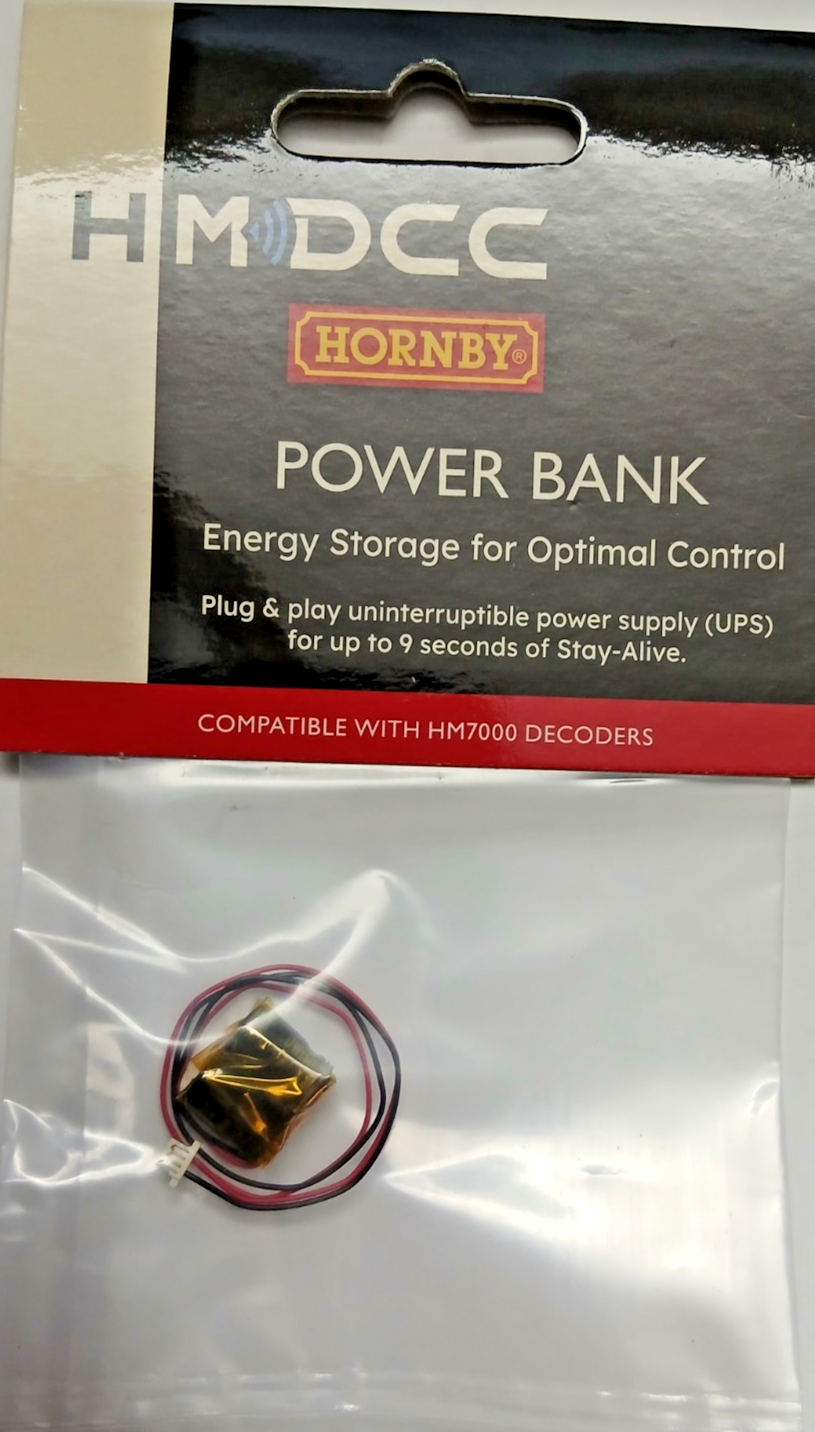 HM DCC
HORNBY®
POWER BANK
Energy Storage for Optimal Control
Plug & play uninterruptible power supply (UPS)
for up to 9 seconds of Stay-Alive.
COMPATIBLE WITH HM7000 DECODERS